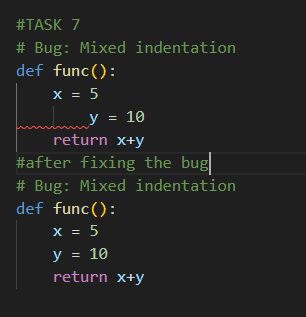 #TASK 7
# Bug: Mixed indentation
def func():
    x = 5
        y = 10
    return x+y
#after fixing the bug
# Bug: Mixed indentation
def func():
    x = 5
    y = 10
    return x+y